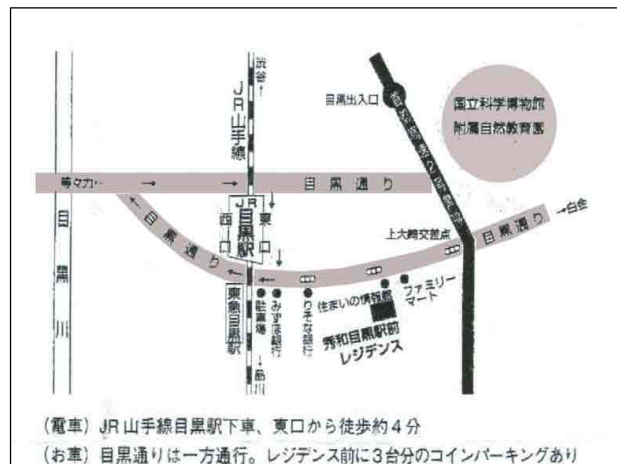 渋谷→
JR山手線
目黒出入口
国立科学博物館
附属自然教育園
首都高速2号目黒線
等々力…
→
→
目黒通り
JR
目黒駅
西口
東口
目黒川
目黒通り
上大崎交差点
目黒通り
→白金
東急目黒駅
駐車場
みずほ銀行
りそな銀行
住まいの情報館
ファミリー
マート
秀和目黒駅前
レジデンス
→品川
(電車) JR山手線目黒駅下車、東口から徒歩約4分
(お車) 目黒通りは一方通行。レジデンス前に3台分のコインパーキングあり